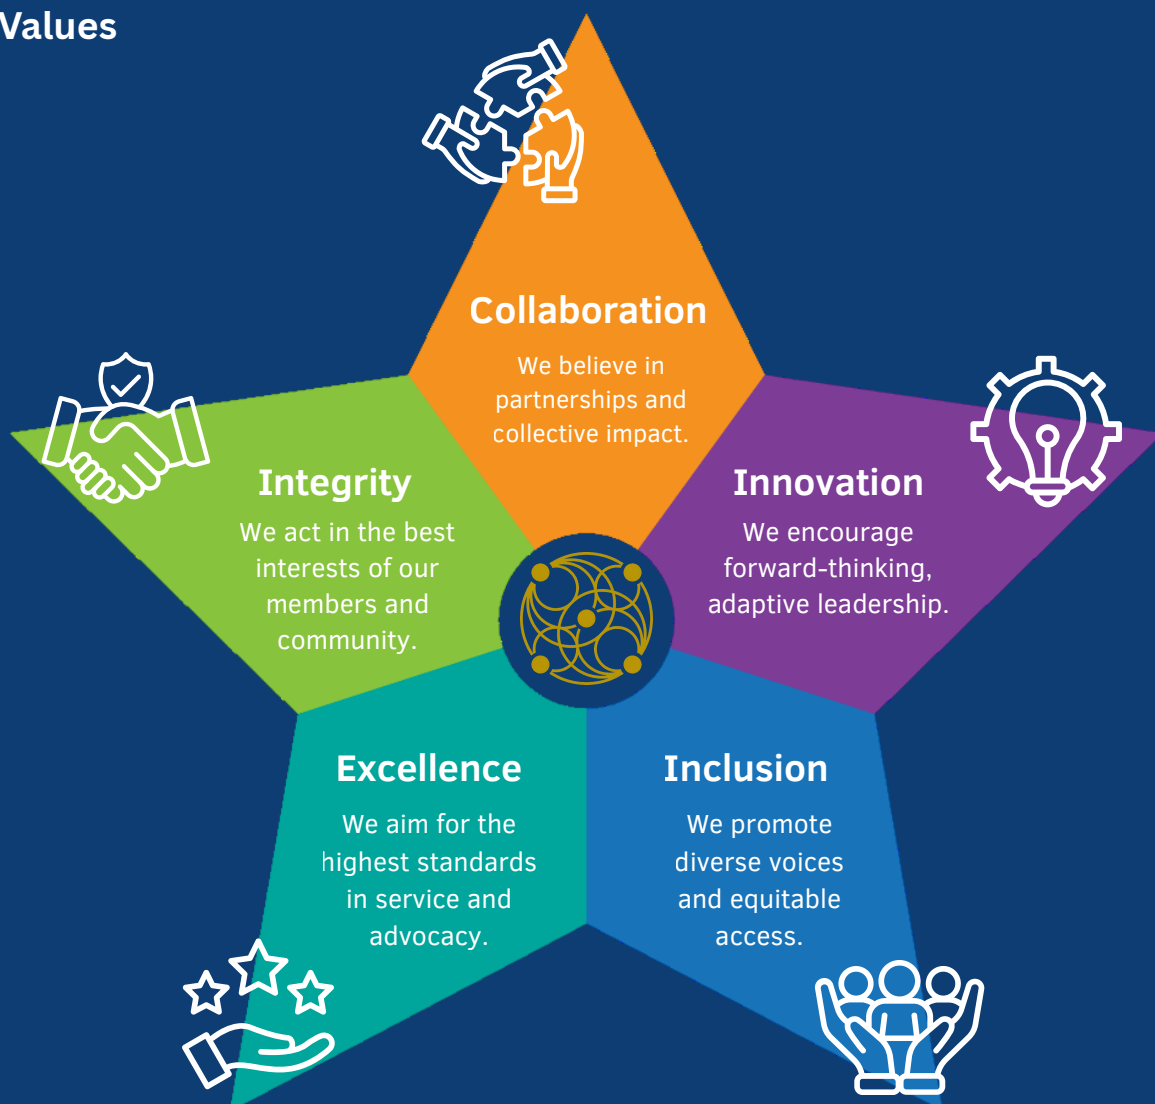 Values
Collaboration
We believe in
partnerships and
collective impact.
Integrity
We act in the best
interests of our
members and
community.
Innovation
We encourage
forward-thinking,
adaptive leadership.
Excellence
We aim for the
highest standards
in service and
advocacy.
Inclusion
We promote
diverse voices
and equitable
access.